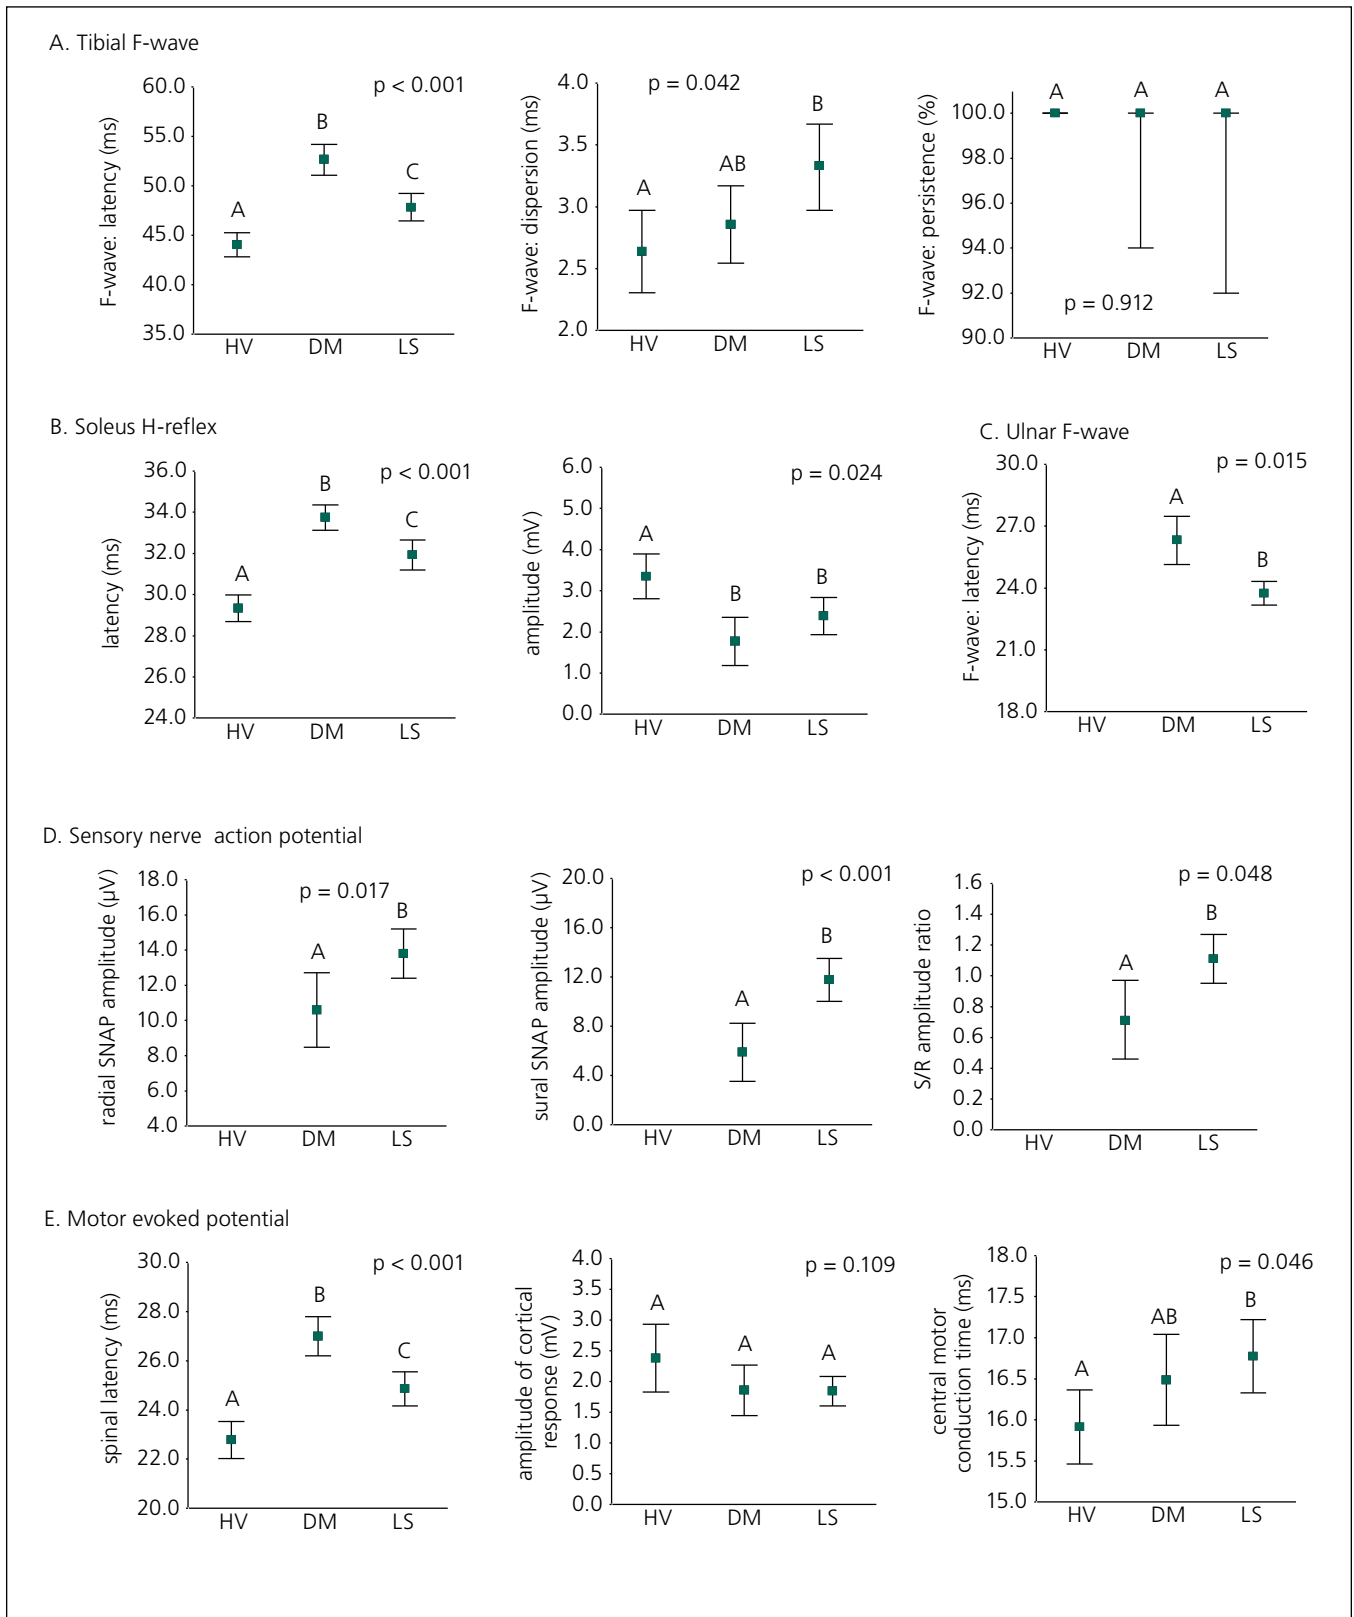 A. Tibial F-wave
F-wave: latency (ms)
60.0
55.0
50.0
45.0
40.0
35.0
p < 0.001
A
B
C
HV DM LS
F-wave: dispersion (ms)
4.0
3.5
3.0
2.5
2.0
p = 0.042
A
AB
B
HV DM LS
F-wave: persistence (%)
100.0
98.0
96.0
94.0
92.0
90.0
A A A
p = 0.912
HV DM LS
B. Soleus H-reflex
latency (ms)
36.0
34.0
32.0
30.0
28.0
26.0
24.0
p < 0.001
A
B
C
HV DM LS
amplitude (mV)
6.0
5.0
4.0
3.0
2.0
1.0
0.0
p = 0.024
A
B
B
HV DM LS
C. Ulnar F-wave
F-wave: latency (ms)
30.0
27.0
24.0
21.0
18.0
p = 0.015
A
B
HV DM LS
D. Sensory nerve action potential
radial SNAP amplitude (µV)
18.0
16.0
14.0
12.0
10.0
8.0
6.0
4.0
p = 0.017
A
B
HV DM LS
sural SNAP amplitude (µV)
20.0
16.0
12.0
8.0
4.0
0.0
p < 0.001
A
B
HV DM LS
S/R amplitude ratio
1.6
1.4
1.2
1.0
0.8
0.6
0.4
0.2
0.0
p = 0.048
A
B
HV DM LS
E. Motor evoked potential
spinal latency (ms)
30.0
28.0
26.0
24.0
22.0
20.0
p < 0.001
A
B
C
HV DM LS
amplitude of cortical
response (mV)
4.0
3.5
3.0
2.5
2.0
1.5
1.0
0.5
0.0
p = 0.109
A
A
A
HV DM LS
central motor
conduction time (ms)
18.0
17.5
17.0
16.5
16.0
15.5
15.0
p = 0.046
A
AB
B
HV DM LS